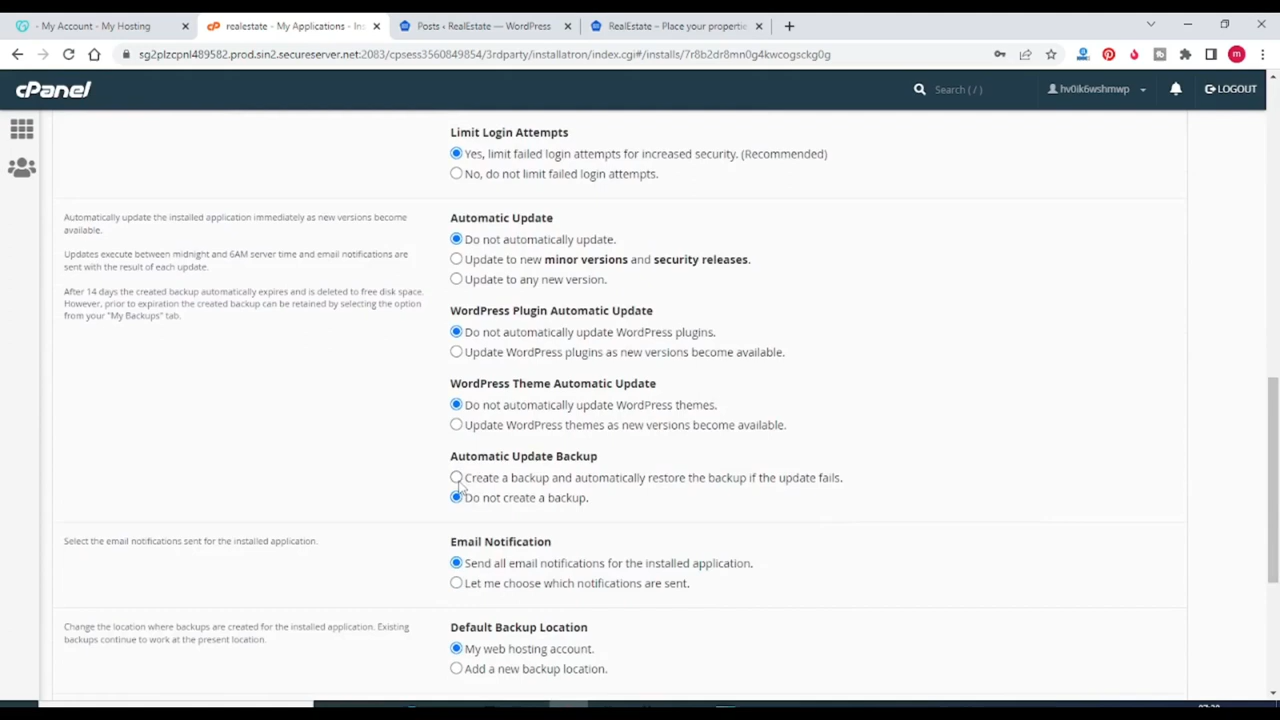 - My Account - My Hosting
realestate - My Applications - Ins
Posts ‹ RealEstate — WordPress
RealEstate – Place your propertie
sg2plzcpnl489582.prod.sin2.secureserver.net:2083/cpsess3560849854/3rdparty/installatron/index.cgi#/installs/7r8b2dr8mn0g4kwcogsckg0g
m
cPanel
Search ( / )
hv0ik6wshmwp
LOGOUT
Limit Login Attempts
Yes, limit failed login attempts for increased security. (Recommended)
No, do not limit failed login attempts.
Automatically update the installed application immediately as new versions become
available.
Updates execute between midnight and 6AM server time and email notifications are
sent with the result of each update.
After 14 days the created backup automatically expires and is deleted to free disk space.
However, prior to expiration the created backup can be retained by selecting the option
from your "My Backups" tab.
Automatic Update
Do not automatically update.
Update to new minor versions and security releases.
Update to any new version.
WordPress Plugin Automatic Update
Do not automatically update WordPress plugins.
Update WordPress plugins as new versions become available.
WordPress Theme Automatic Update
Do not automatically update WordPress themes.
Update WordPress themes as new versions become available.
Automatic Update Backup
Create a backup and automatically restore the backup if the update fails.
Do not create a backup.
Select the email notifications sent for the installed application.
Email Notification
Send all email notifications for the installed application.
Let me choose which notifications are sent.
Change the location where backups are created for the installed application. Existing
backups continue to work at the present location.
Default Backup Location
My web hosting account.
Add a new backup location.